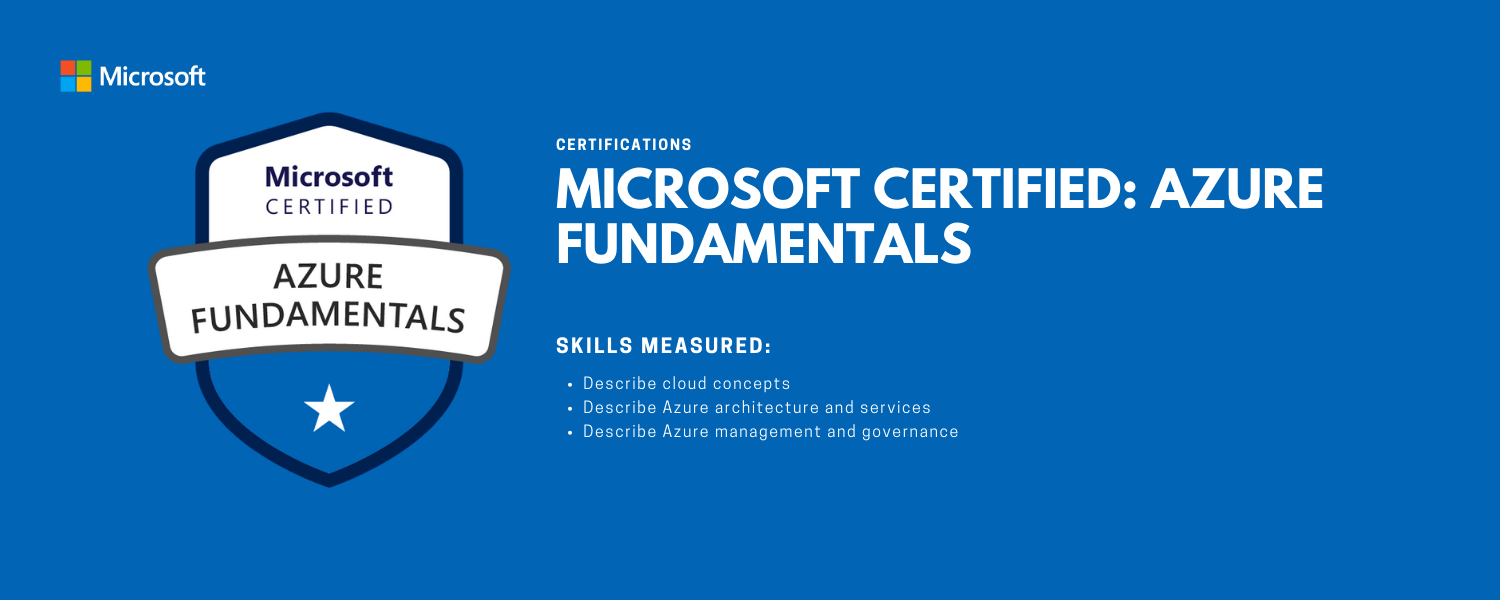 Microsoft
Microsoft
CERTIFIED
AZURE
FUNDAMENTALS
CERTIFICATIONS
MICROSOFT CERTIFIED: AZURE
FUNDAMENTALS
SKILLS MEASURED:
• Describe cloud concepts
• Describe Azure architecture and services
• Describe Azure management and governance